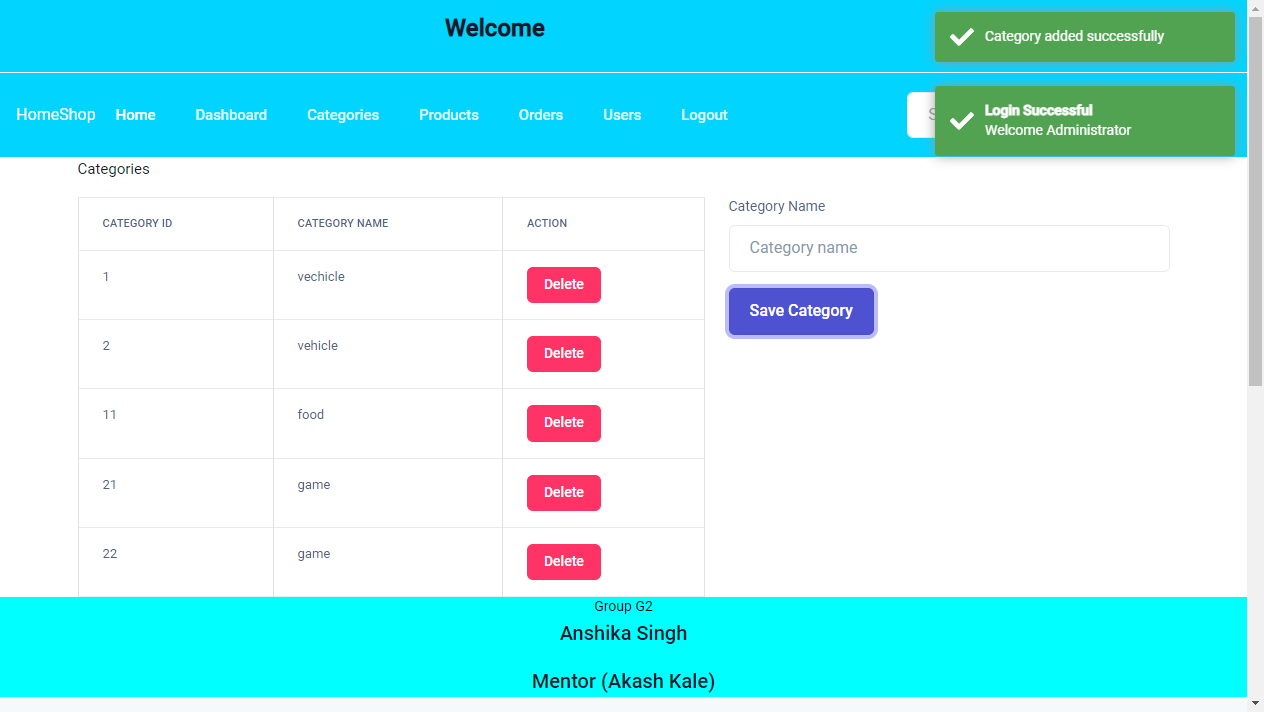 Welcome
Category added successfully
Login Successful
Welcome Administrator
HomeShop Home Dashboard Categories Products Orders Users Logout
Categories
CATEGORY ID CATEGORY NAME ACTION
1 vechicle Delete
2 vehicle Delete
11 food Delete
21 game Delete
22 game Delete
Category Name
Category name
Save Category
Group G2
Anshika Singh
Mentor (Akash Kale)